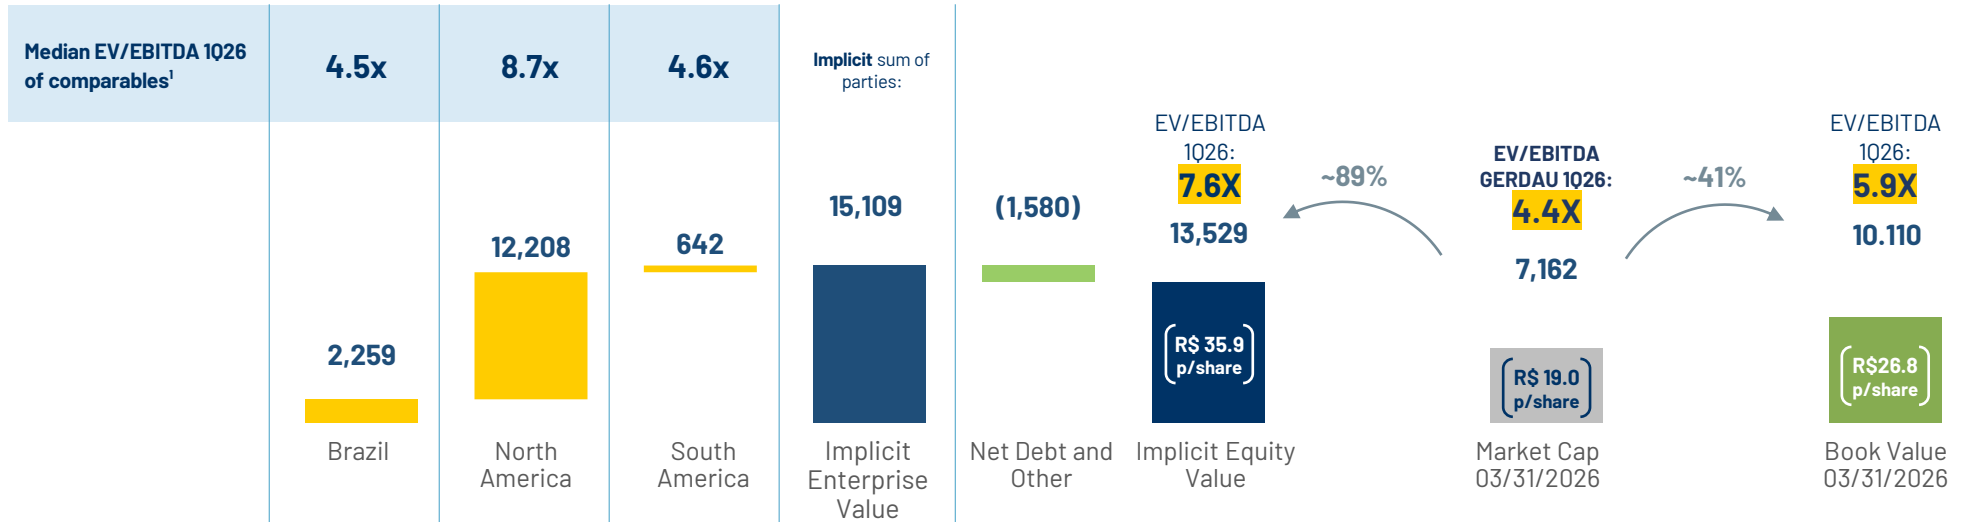 Median EV/EBITDA 1Q26
of comparables¹
4.5x
8.7x
4.6x
Implicit sum of
parties:
2,259
12,208
642
15,109
(1,580)
EV/EBITDA
1Q26:
7.6X
13,529
R$ 35.9
p/share
~89%
EV/EBITDA
GERDAU 1Q26:
4.4X
7,162
R$ 19.0
p/share
~41%
EV/EBITDA
1Q26:
5.9X
10.110
R$26.8
p/share
Brazil
North
America
South
America
Implicit
Enterprise
Value
Net Debt and
Other
Implicit Equity
Value
Market Cap
03/31/2026
Book Value
03/31/2026